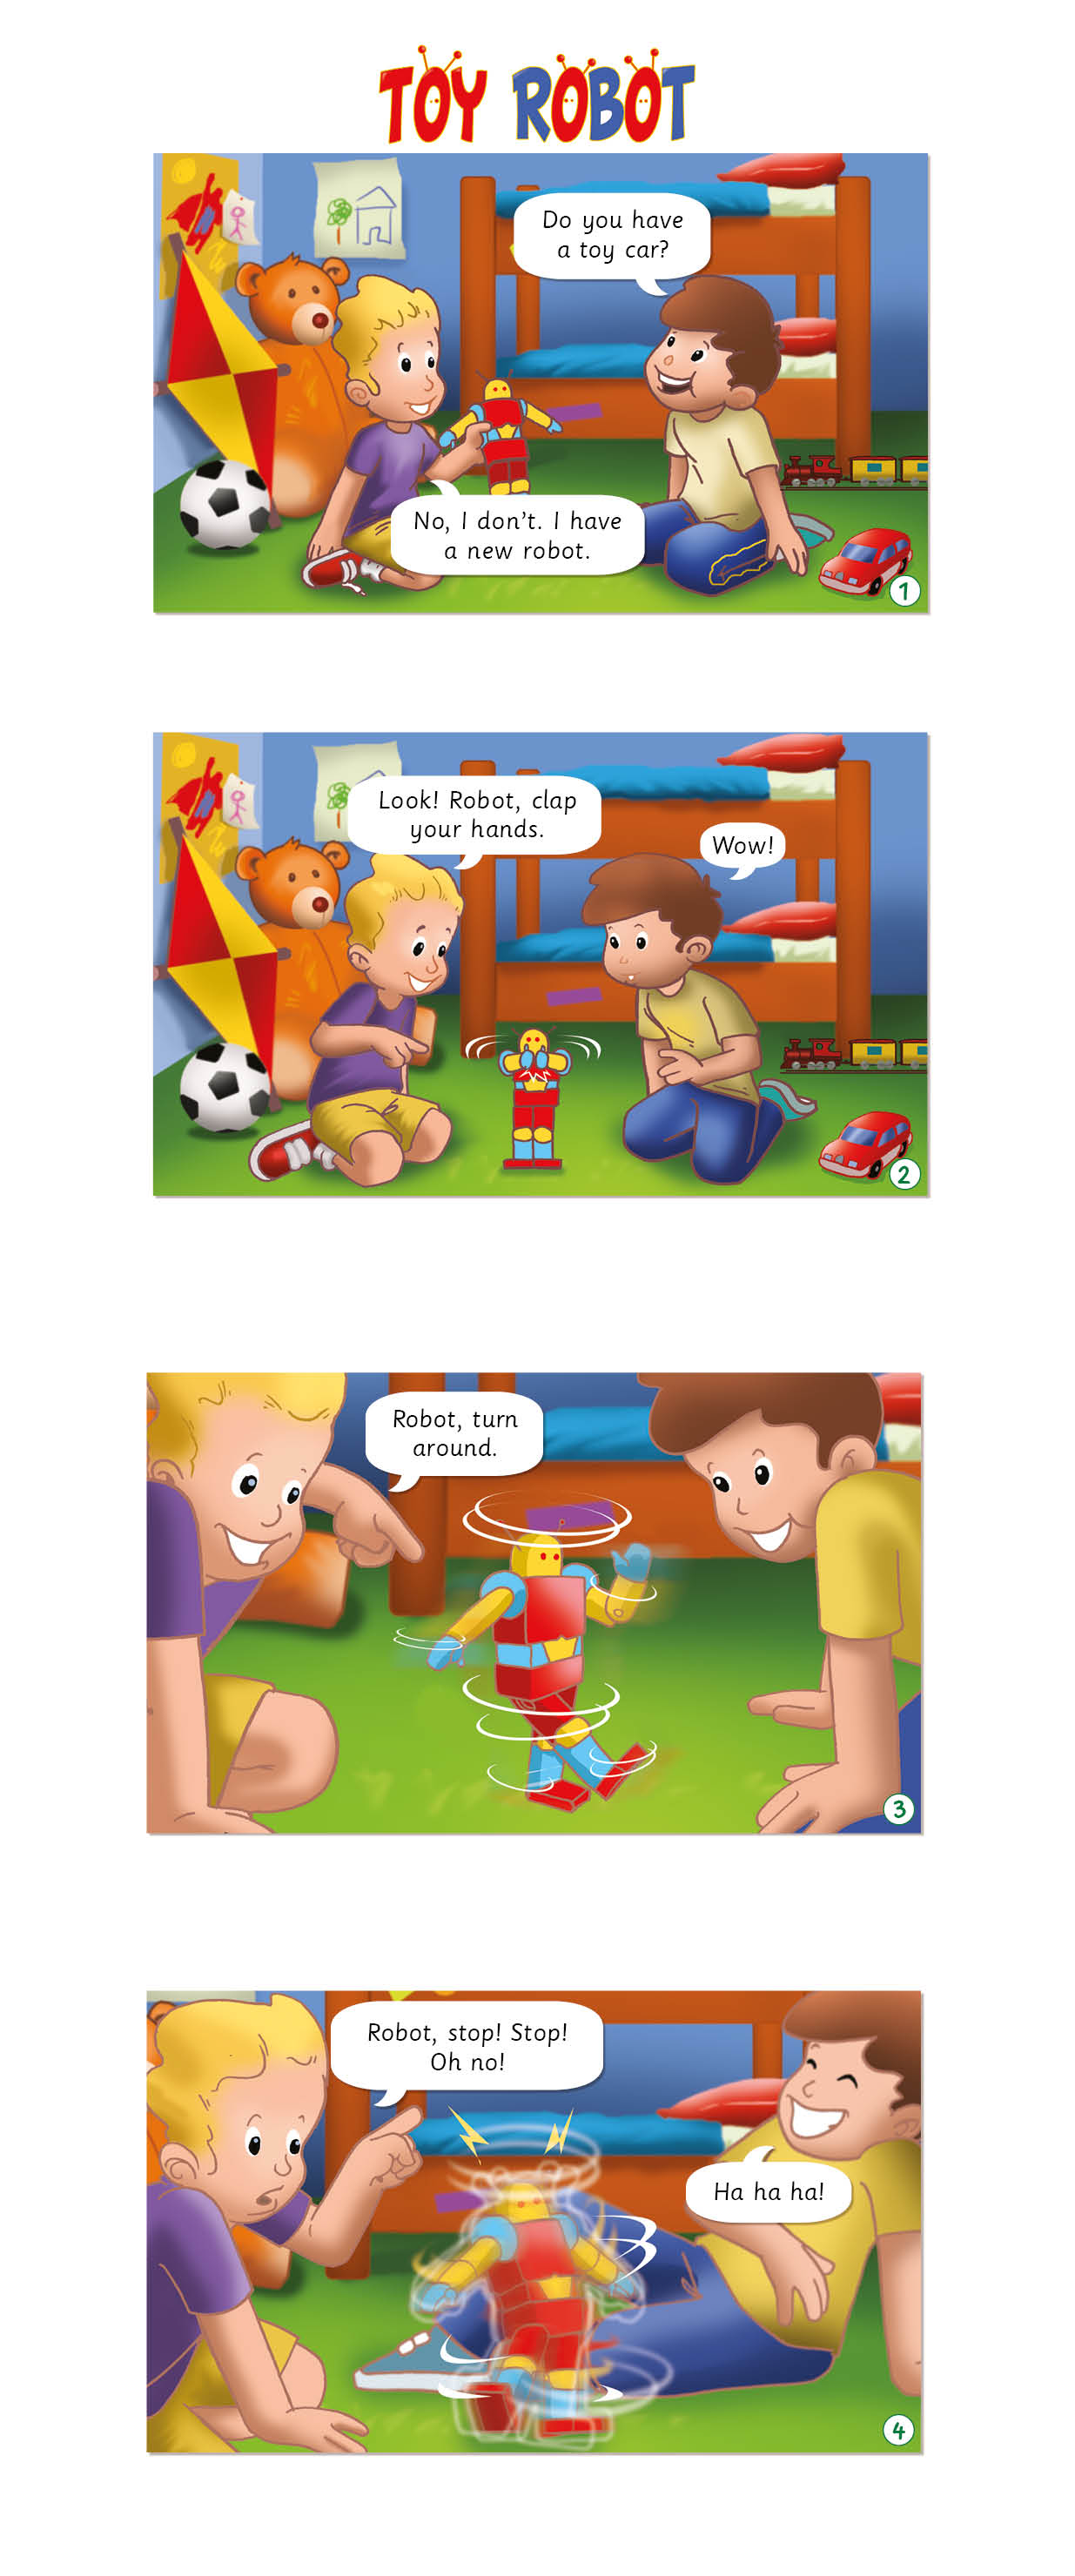 TOY ROBOT
Do you have
a toy car?
No, I don't. I have
a new robot.
1
Look! Robot, clap
your hands.
Wow!
2
Robot, turn
around.
3
Robot, stop! Stop!
Oh no!
Ha ha ha!
4